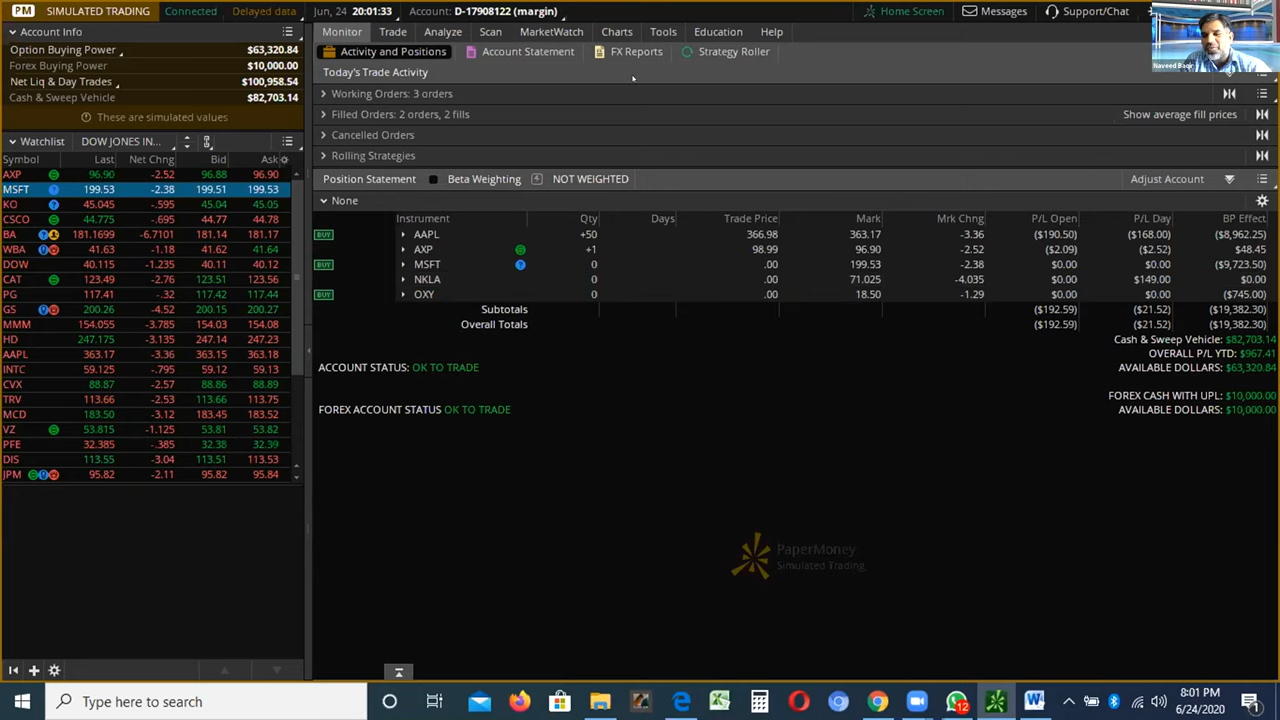 PM SIMULATED TRADING Connected Delayed data Jun, 24 20:01:33 Account: D-17908122 (margin) Home Screen Messages Support/Chat
Account Info
Option Buying Power $63,320.84
Forex Buying Power $10,000.00
Net Liq & Day Trades $100,958.54
Cash & Sweep Vehicle $82,703.14
These are simulated values
Watchlist DOW JONES IN...
Symbol Last Net Chng Bid Ask
AXP 96.90 -2.52 96.88 96.90
MSFT 199.53 -2.38 199.51 199.53
KO 45.045 -.595 45.04 45.05
CSCO 44.775 -.695 44.77 44.78
BA 181.1699 -6.7101 181.14 181.17
WBA 41.63 -1.18 41.62 41.64
DOW 40.115 -1.235 40.11 40.12
CAT 123.49 -2.76 123.51 123.56
PG 117.41 -.32 117.42 117.44
GS 200.26 -4.52 200.15 200.27
MMM 154.055 -3.785 154.03 154.08
HD 247.175 -3.635 247.14 247.23
AAPL 363.17 -3.36 363.15 363.18
INTC 59.125 -.795 59.12 59.13
CVX 88.87 -2.57 88.86 88.89
TRV 113.66 -2.53 113.66 113.75
MCD 183.50 -3.12 183.45 183.52
VZ 53.815 -1.125 53.81 53.82
PFE 32.385 -.385 32.38 32.39
DIS 113.55 -3.04 113.51 113.53
JPM 95.82 -2.11 95.82 95.84
Monitor Trade Analyze Scan MarketWatch Charts Tools Education Help
Activity and Positions Account Statement FX Reports Strategy Roller
Naveed Baqir
Today's Trade Activity
Working Orders: 3 orders
Filled Orders: 2 orders, 2 fills Show average fill prices
Cancelled Orders
Rolling Strategies
Position Statement Beta Weighting NOT WEIGHTED Adjust Account
None
Instrument Qty Days Trade Price Mark Mrk Chng P/L Open P/L Day BP Effect
BUY AAPL +50 366.98 363.17 -3.36 ($190.50) ($168.00) ($8,962.25)
AXP +1 98.99 96.90 -2.52 ($2.09) ($2.52) $48.45
BUY MSFT 0 .00 199.53 -2.38 $0.00 $0.00 ($9,723.50)
NKLA 0 .00 71.025 -4.035 $0.00 $149.00 $0.00
BUY OXY 0 .00 18.50 -1.29 $0.00 $0.00 ($745.00)
Subtotals ($192.59) ($21.52) ($19,382.30)
Overall Totals ($192.59) ($21.52) ($19,382.30)
Cash & Sweep Vehicle: $82,703.14
OVERALL P/L YTD: $967.41
ACCOUNT STATUS: OK TO TRADE AVAILABLE DOLLARS: $63,320.84
FOREX CASH WITH UPL: $10,000.00
FOREX ACCOUNT STATUS OK TO TRADE AVAILABLE DOLLARS: $10,000.00
PaperMoney
Simulated Trading
Type here to search
12
8:01 PM
6/24/2020
1